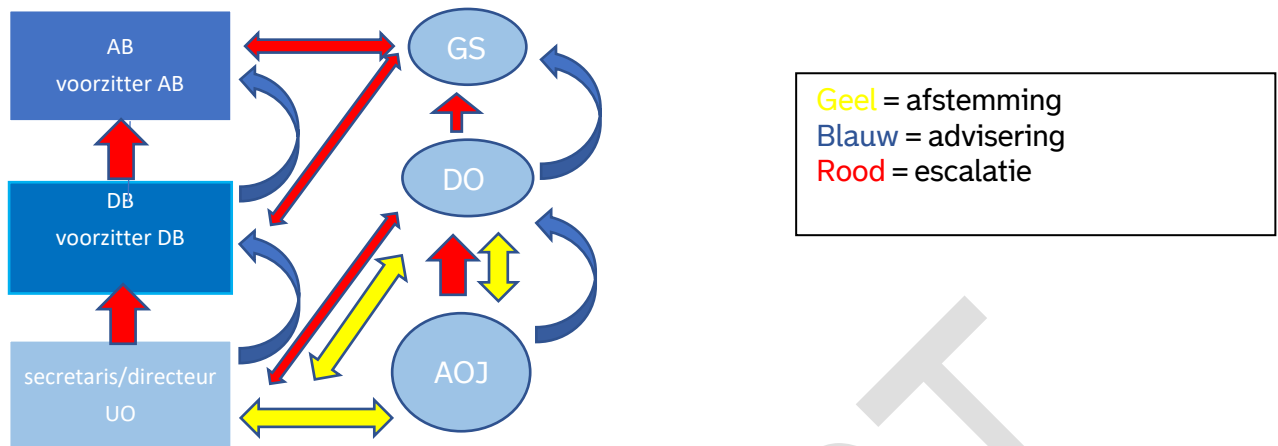 AB
voorzitter AB
GS
DB
voorzitter DB
DO
secretaris/directeur
UO
AOJ
Geel = afstemming
Blauw = advisering
Rood = escalatie
T